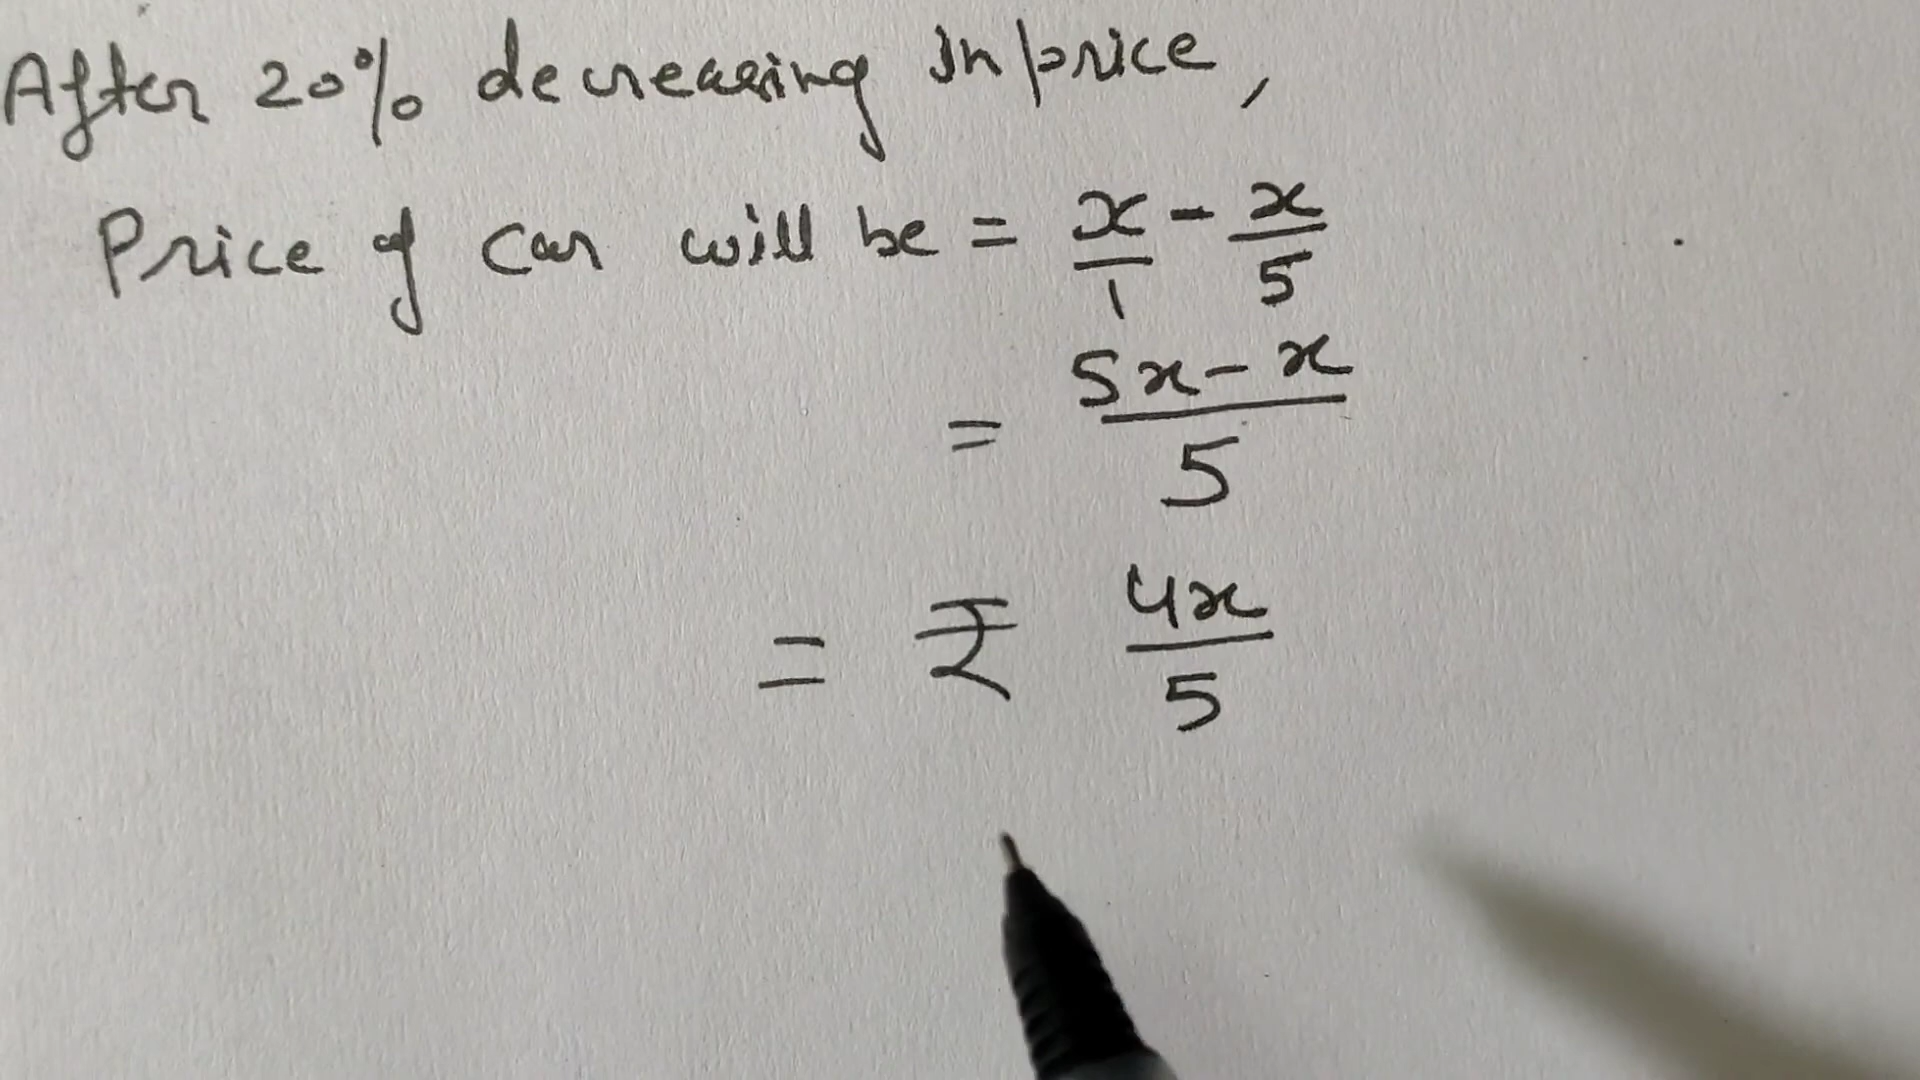 After 20% decreasing in price,
Price of car will be = x/1 - x/5
= 5x - x/5
= ₹ 4x/5